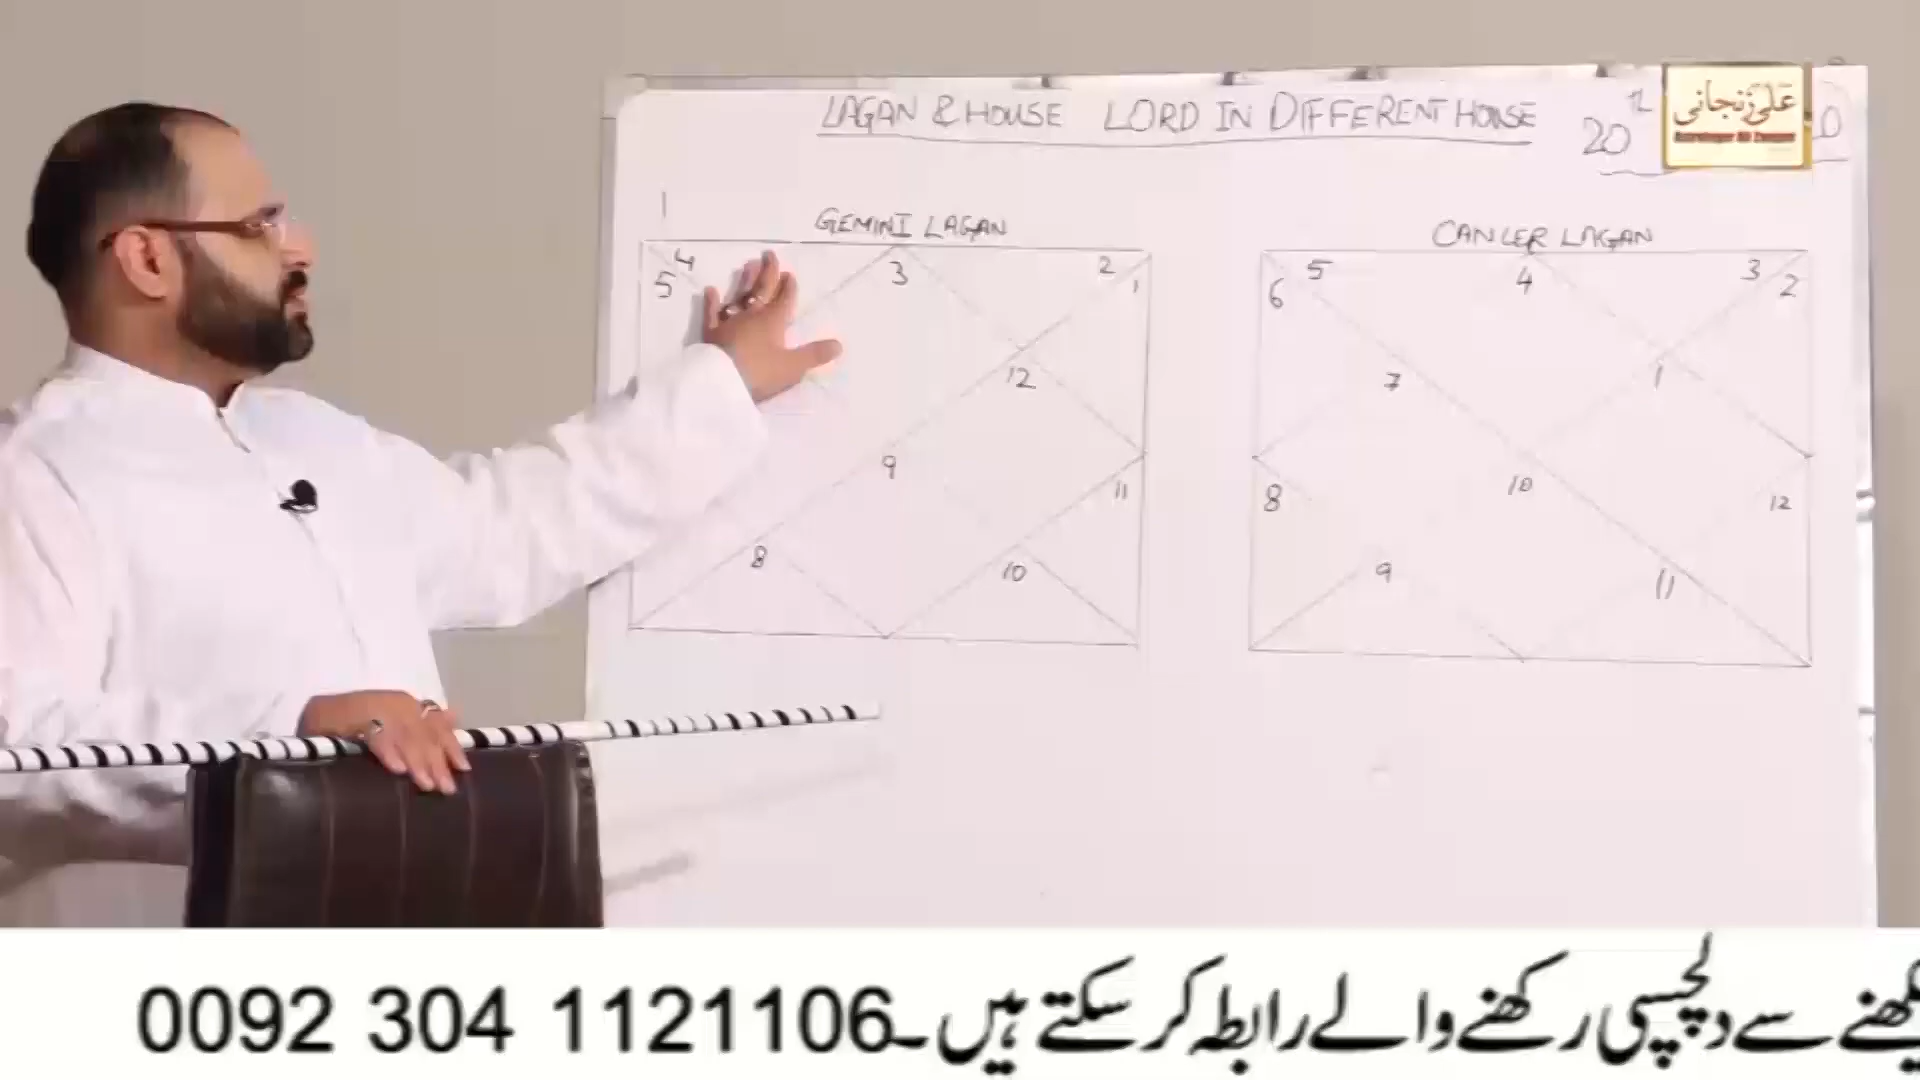 LAGAN & HOUSE LORD IN DIFFERENT HOUSE
20
علی زنجانی
1
GEMINI LAGAN
4 3 2
5 1
12
9
11
8 10
CANCER LAGAN
5 4 3
6 2
7 1
10
8 12
9 11
0092 304 1121106 کھنے سے دلچسپی رکھنے والے رابطہ کر سکتے ہیں۔